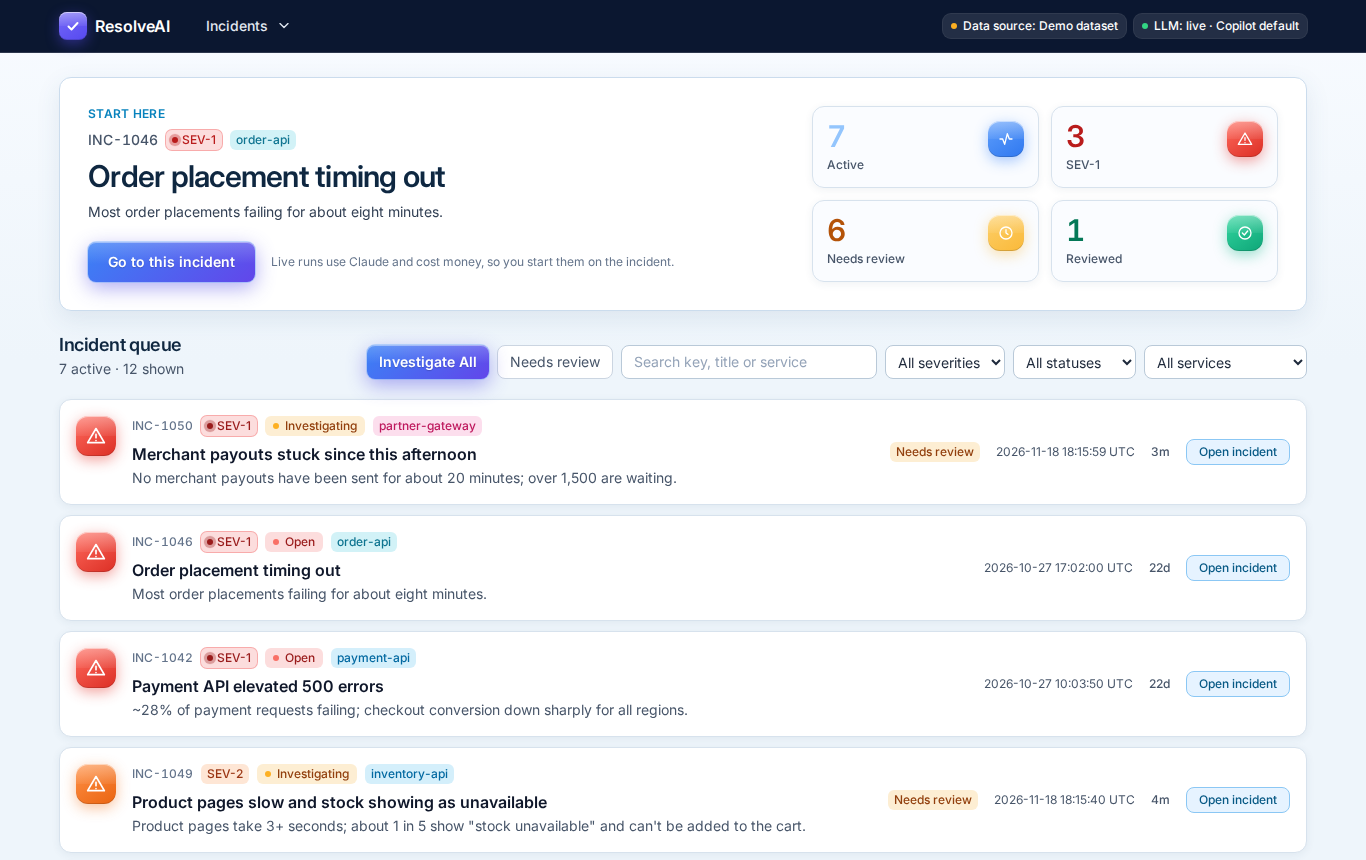 ResolveAI
Incidents
Data source: Demo dataset
LLM: live · Copilot default
START HERE
INC-1046 SEV-1 order-api
Order placement timing out
Most order placements failing for about eight minutes.
Go to this incident
Live runs use Claude and cost money, so you start them on the incident.
7
Active
3
SEV-1
6
Needs review
1
Reviewed
Incident queue
7 active · 12 shown
Investigate All
Needs review
Search key, title or service
All severities
All statuses
All services
INC-1050 SEV-1 Investigating partner-gateway
Merchant payouts stuck since this afternoon
No merchant payouts have been sent for about 20 minutes; over 1,500 are waiting.
Needs review 2026-11-18 18:15:59 UTC 3m Open incident
INC-1046 SEV-1 Open order-api
Order placement timing out
Most order placements failing for about eight minutes.
2026-10-27 17:02:00 UTC 22d Open incident
INC-1042 SEV-1 Open payment-api
Payment API elevated 500 errors
~28% of payment requests failing; checkout conversion down sharply for all regions.
2026-10-27 10:03:50 UTC 22d Open incident
INC-1049 SEV-2 Investigating inventory-api
Product pages slow and stock showing as unavailable
Product pages take 3+ seconds; about 1 in 5 show "stock unavailable" and can't be added to the cart.
Needs review 2026-11-18 18:15:40 UTC 4m Open incident